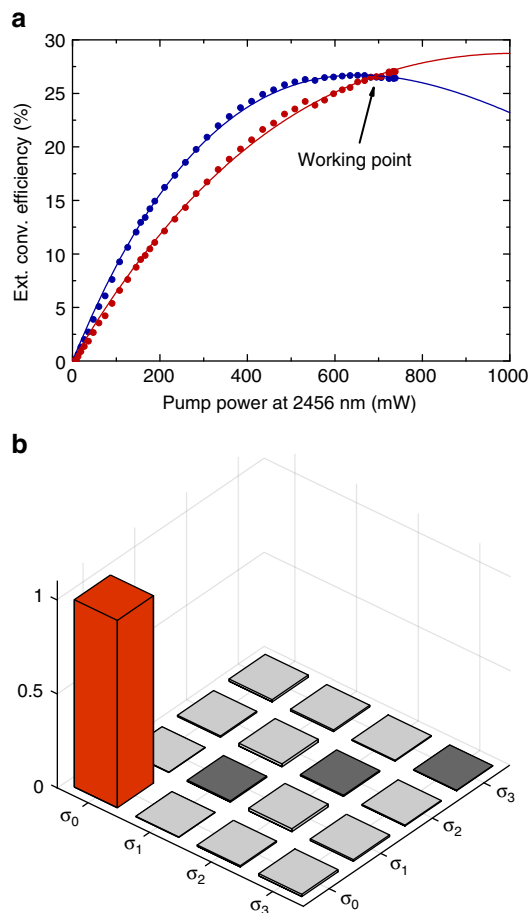 a
30
25
20
15
10
5
0
Ext. conv. efficiency (%)
Working point
0 200 400 600 800 1000
Pump power at 2456 nm (mW)
b
1
0.5
0
σ0
σ1
σ2
σ3
σ0
σ1
σ2
σ3